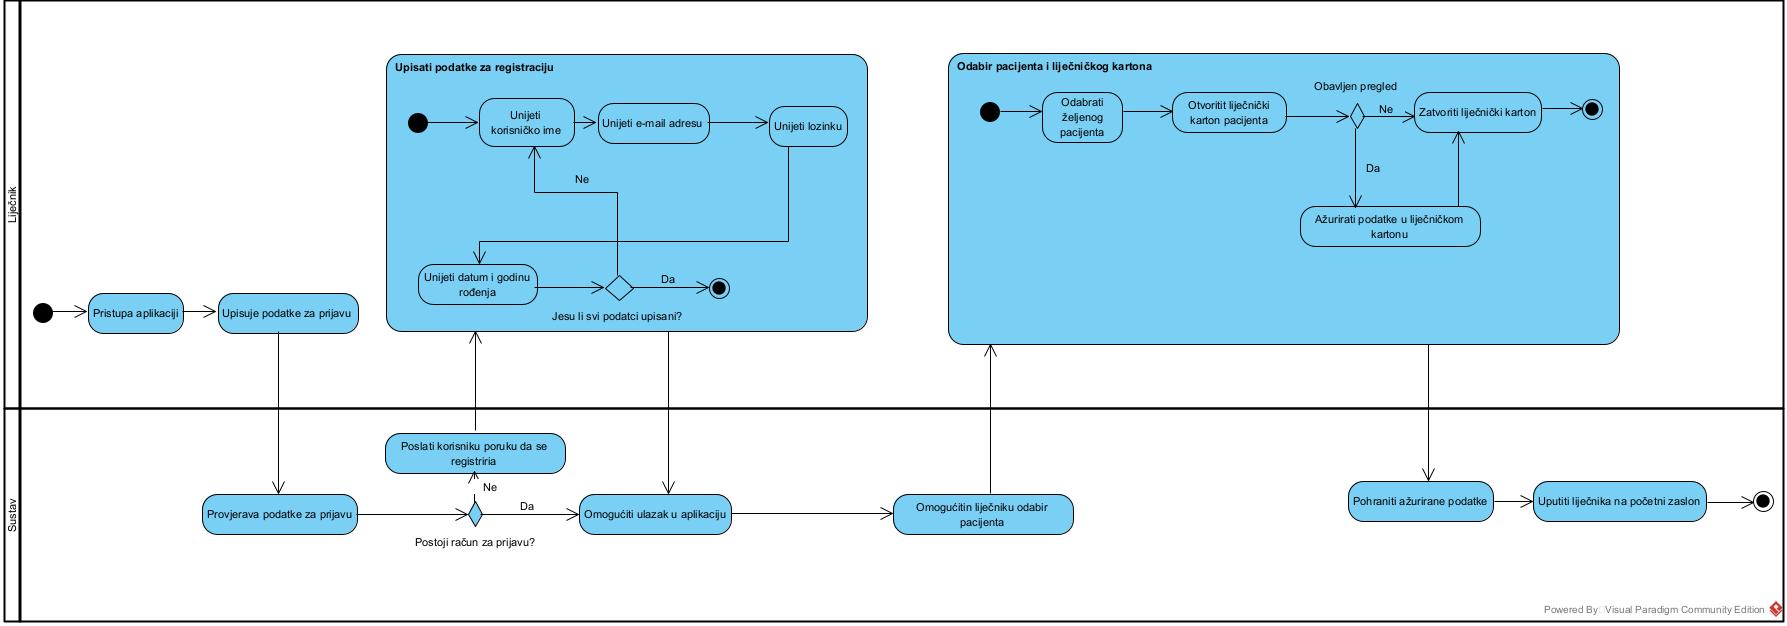 Liječnik
Upisati podatke za registraciju
Unijeti
korisničko ime
Unijeti e-mail adresu
Unijeti lozinku
Ne
Unijeti datum i godinu
rođenja
Da
Jesu li svi podatci upisani?
Odabir pacijenta i liječničkog kartona
Odabrati
željenog
pacijenta
Otvoritit liječnički
karton pacijenta
Obavljen pregled
Ne
Zatvoriti liječnički karton
Da
Ažurirati podatke u liječničkom
kartonu
Pristupa aplikaciji
Upisuje podatke za prijavu
Sustav
Poslati korisniku poruku da se
registriria
Ne
Provjerava podatke za prijavu
Da
Postoji račun za prijavu?
Omogućiti ulazak u aplikaciju
Omogućitin liječniku odabir
pacijenta
Pohraniti ažurirane podatke
Uputiti liječnika na početni zaslon
Powered By Visual Paradigm Community Edition